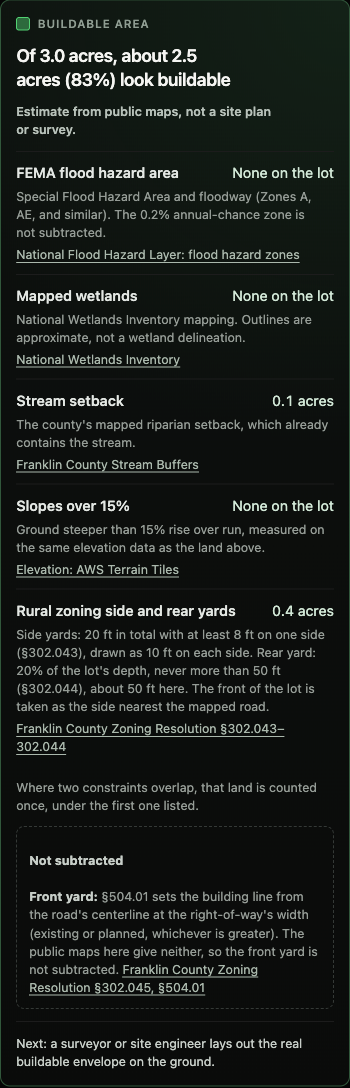 BUILDABLE AREA
Of 3.0 acres, about 2.5
acres (83%) look buildable
Estimate from public maps, not a site plan
or survey.
FEMA flood hazard area None on the lot
Special Flood Hazard Area and floodway (Zones A,
AE, and similar). The 0.2% annual-chance zone is
not subtracted.
National Flood Hazard Layer: flood hazard zones
Mapped wetlands None on the lot
National Wetlands Inventory mapping. Outlines are
approximate, not a wetland delineation.
National Wetlands Inventory
Stream setback 0.1 acres
The county's mapped riparian setback, which already
contains the stream.
Franklin County Stream Buffers
Slopes over 15% None on the lot
Ground steeper than 15% rise over run, measured on
the same elevation data as the land above.
Elevation: AWS Terrain Tiles
Rural zoning side and rear yards 0.4 acres
Side yards: 20 ft in total with at least 8 ft on one side
(§302.043), drawn as 10 ft on each side. Rear yard:
20% of the lot's depth, never more than 50 ft
(§302.044), about 50 ft here. The front of the lot is
taken as the side nearest the mapped road.
Franklin County Zoning Resolution §302.043–
302.044
Where two constraints overlap, that land is counted
once, under the first one listed.
Not subtracted
Front yard: §504.01 sets the building line from
the road's centerline at the right-of-way's width
(existing or planned, whichever is greater). The
public maps here give neither, so the front yard is
not subtracted. Franklin County Zoning
Resolution §302.045, §504.01
Next: a surveyor or site engineer lays out the real
buildable envelope on the ground.